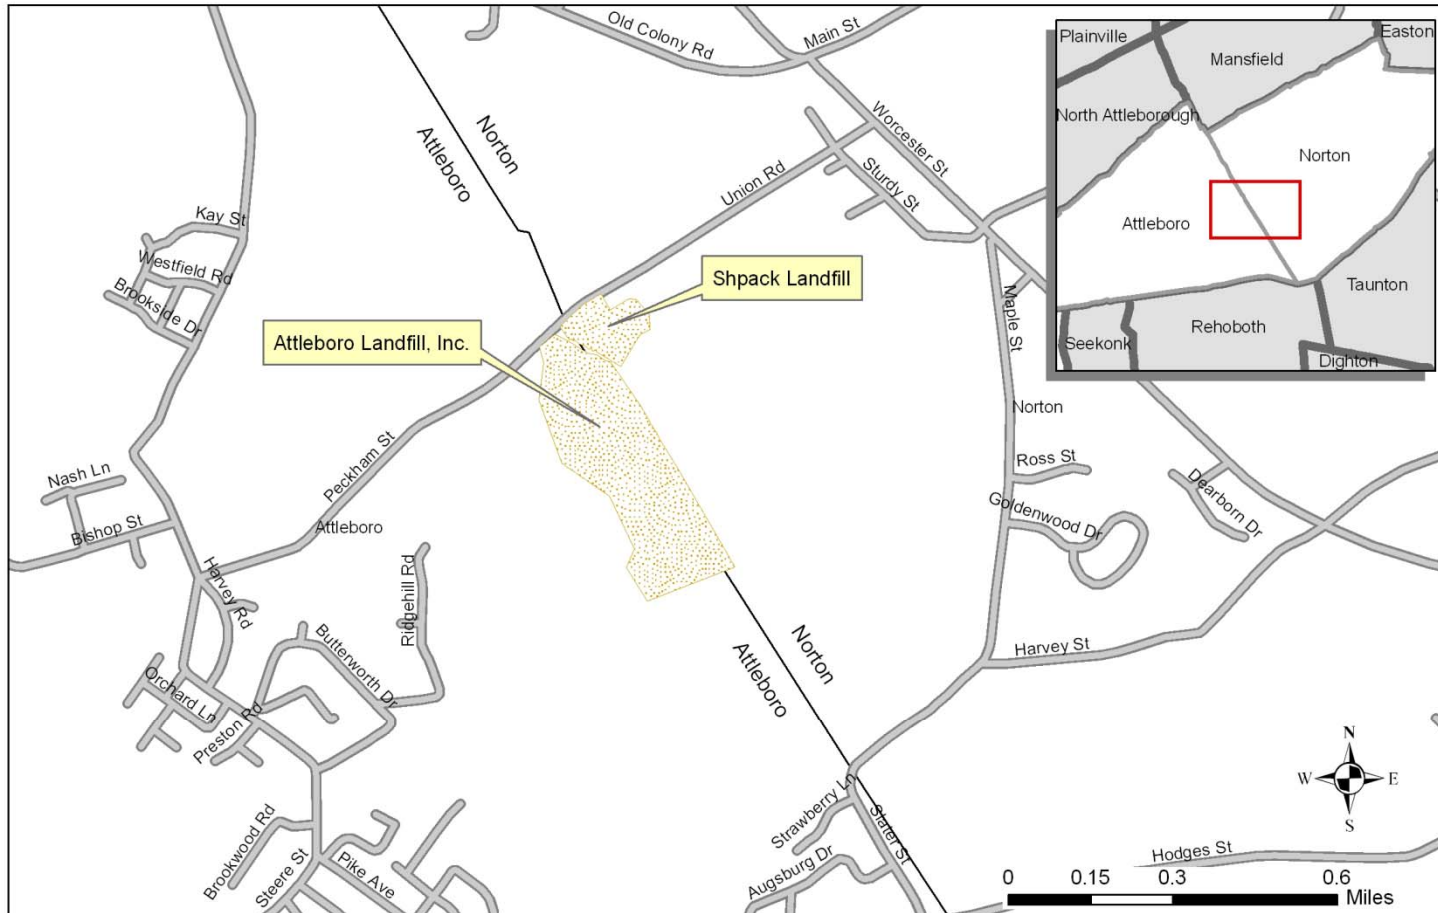 Old Colony Rd
Main St
Plainville
Easton
Mansfield
North Attleborough
Norton
Attleboro
Taunton
Rehoboth
Seekonk
Dighton
Norton
Attleboro
Worcester St
Union Rd
Sturdy St
Kay St
Westfield Rd
Brookside Dr
Shpack Landfill
Attleboro Landfill, Inc.
Maple St
Norton
Peckham St
Nash Ln
Bishop St
Attleboro
Ross St
Goldenwood Dr
Dearborn Dr
Harvey Rd
Ridgehill Rd
Butterworth Dr
Orchard Ln
Preston Rd
Norton
Attleboro
Harvey St
N
W
E
S
Strawberry Ln
Slater St
Augsburg Dr
Brookwood Rd
Steere St
Pike Ave
Hodges St
0 0.15 0.3 0.6
Miles